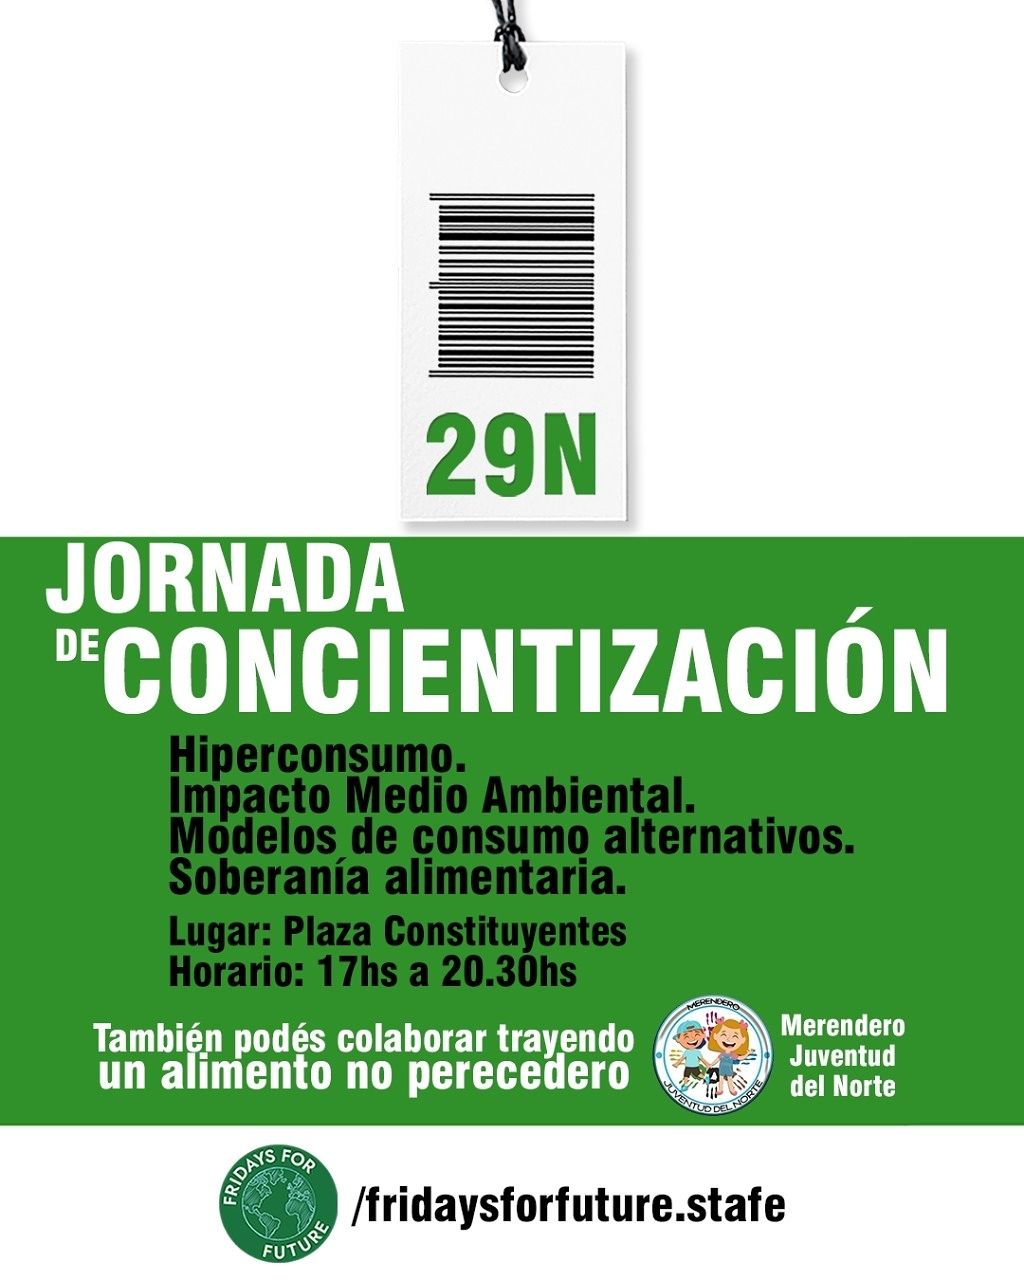 29N
JORNADA
DE CONCIENTIZACIÓN
Hiperconsumo.
Impacto Medio Ambiental.
Modelos de consumo alternativos.
Soberanía alimentaria.
Lugar: Plaza Constituyentes
Horario: 17hs a 20.30hs
También podés colaborar trayendo
un alimento no perecedero
MERENDERO
JUVENTUD DEL NORTE
Merendero
Juventud
del Norte
FRIDAYS FOR
FUTURE
/fridaysforfuture.stafe